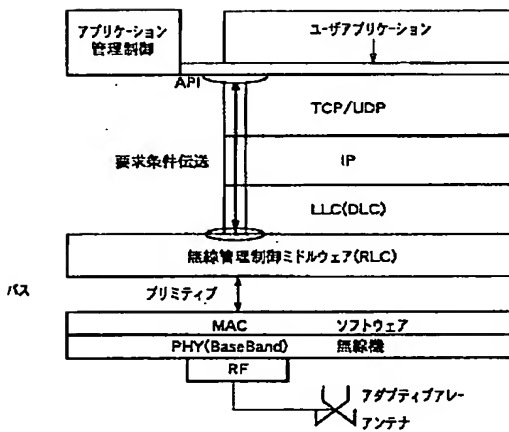 アプリケーション
管理制御
ユーザアプリケーション
API
TCP/UDP
要求条件伝送
IP
LLC(DLC)
無線管理制御ミドルウェア(RLC)
バス
プリミティブ
MAC
ソフトウェア
PHY(BaseBand)
無線機
RF
アダプティブアレー
アンテナ